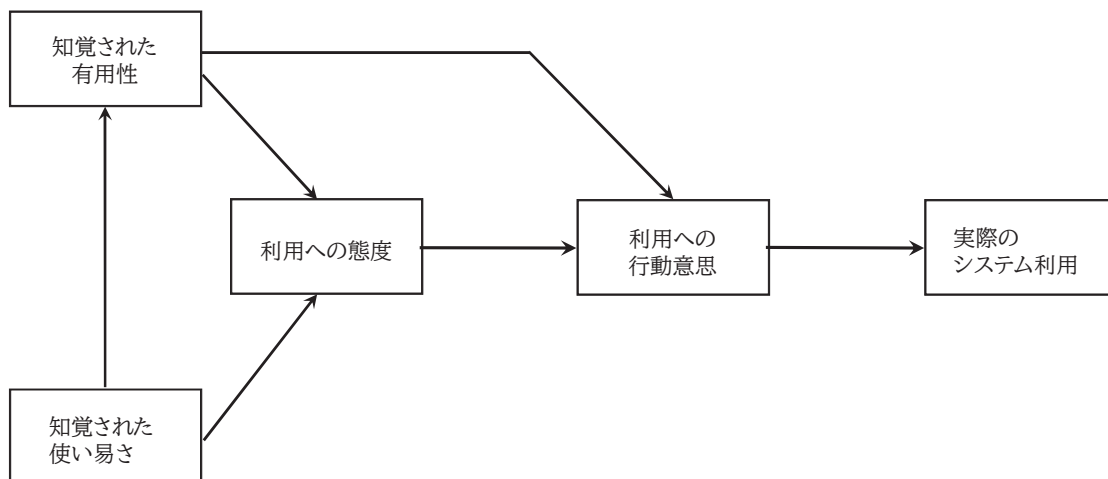 知覚された
有用性
利用への態度
利用への
行動意思
実際の
システム利用
知覚された
使い易さ